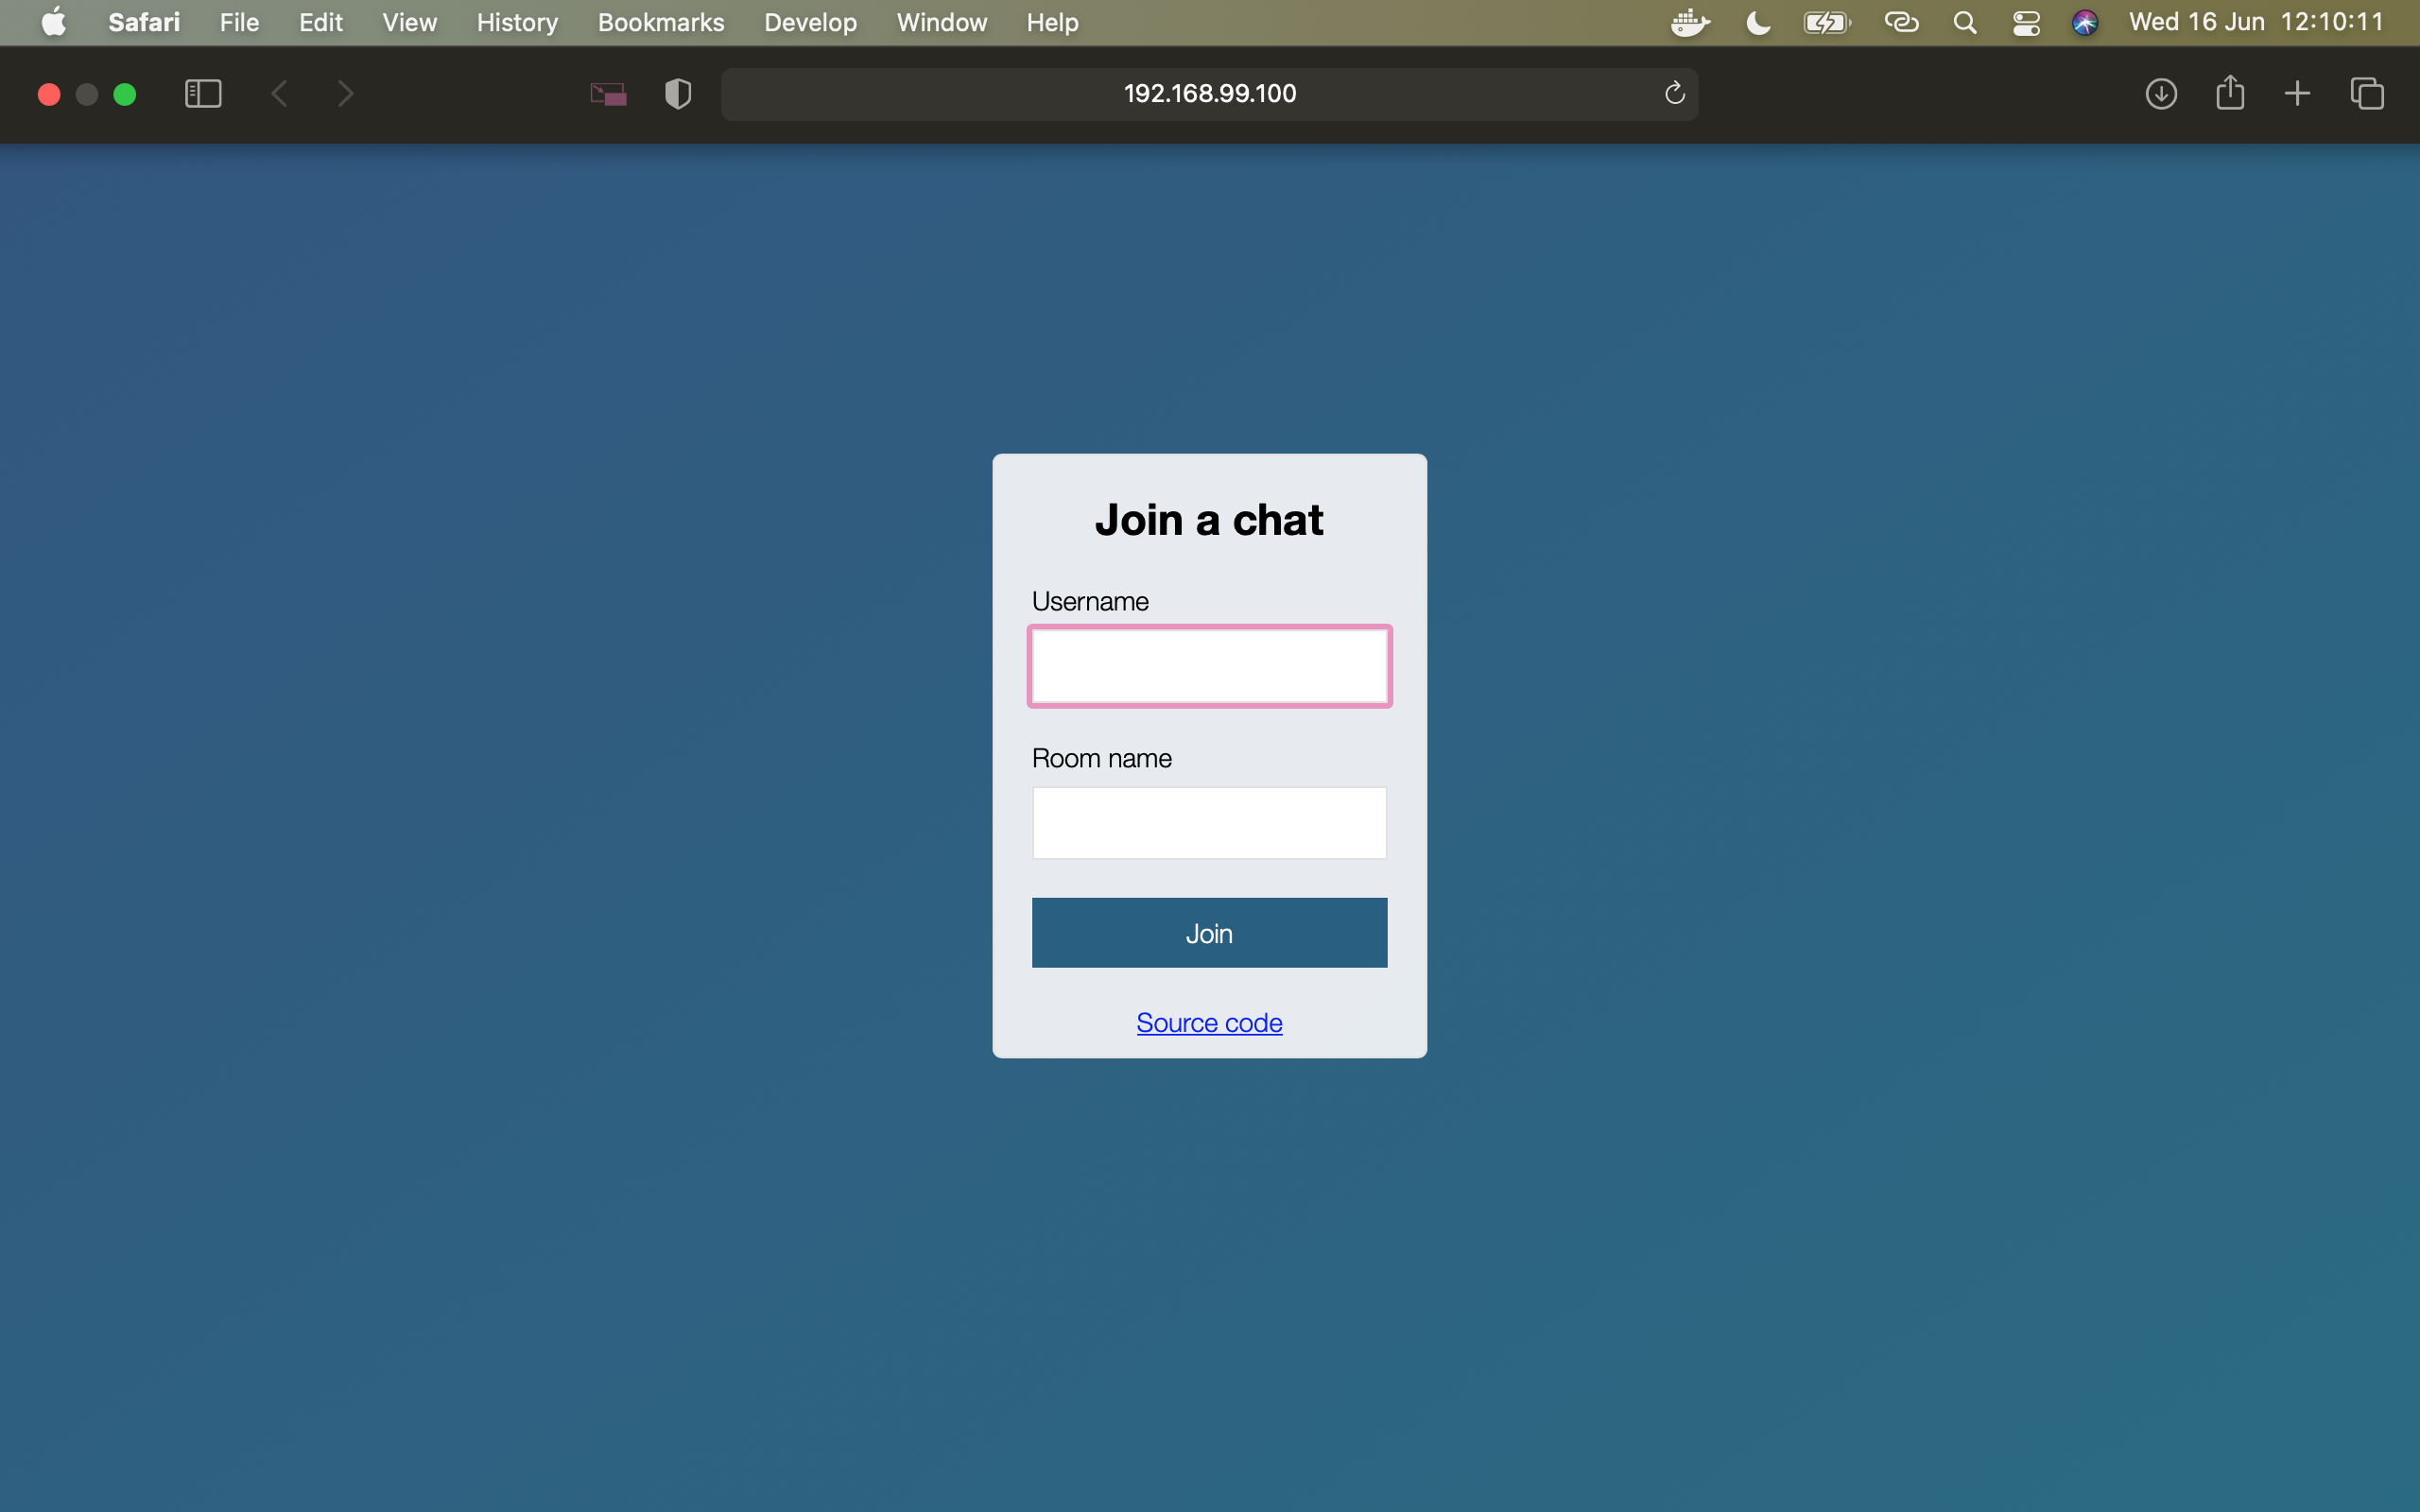 Safari File Edit View History Bookmarks Develop Window Help Wed 16 Jun 12:10:11
192.168.99.100
Join a chat
Username
Room name
Join
Source code